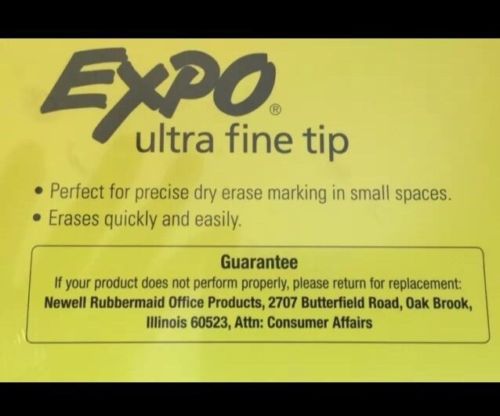 EXPO®
ultra fine tip
• Perfect for precise dry erase marking in small spaces.
• Erases quickly and easily.
Guarantee
If your product does not perform properly, please return for replacement:
Newell Rubbermaid Office Products, 2707 Butterfield Road, Oak Brook,
Illinois 60523, Attn: Consumer Affairs